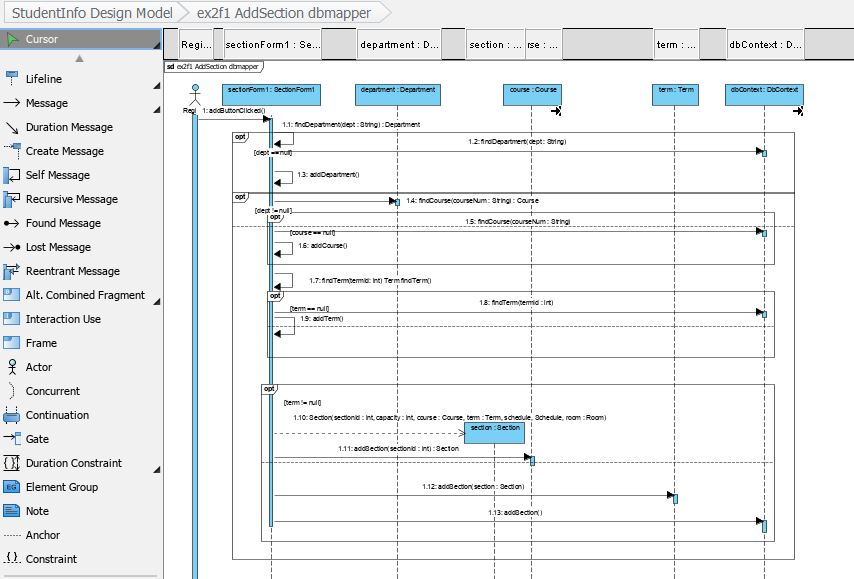 StudentInfo Design Model
ex2f1 AddSection dbmapper
Cursor
Lifeline
Message
Duration Message
Create Message
Self Message
Recursive Message
Found Message
Lost Message
Reentrant Message
Alt. Combined Fragment
Interaction Use
Frame
Actor
Concurrent
Continuation
Gate
Duration Constraint
Element Group
EG
Note
Anchor
Constraint
Regi...
sectionForm1 : Se...
department : D...
section : ...
rse : ...
term : ...
dbContext : D...
sd ex2f1 AddSection dbmapper
sectionForm1 : SectionForm1
department : Department
course : Course
term : Term
dbContext : DbContext
Regi
1: addButtonClicked()
1.1: findDepartment(dept : String) : Department
opt
1.2: findDepartment(dept : String)
[dept == null]
1.3: addDepartment()
opt
1.4: findCourse(courseNum : String) : Course
[dept != null]
opt
1.5: findCourse(courseNum : String)
[course == null]
1.6: addCourse()
1.7: findTerm(termId: int) Term findTerm()
opt
1.8: findTerm(termId : int)
[term == null]
1.9: addTerm()
opt
[term != null]
1.10: Section(sectionId : int, capacity : int, course : Course, term : Term, schedule, Schedule, room : Room)
section : Section
1.11: addSection(sectionId : int) : Section
1.12: addSection(section : Section)
1.13: addSection()